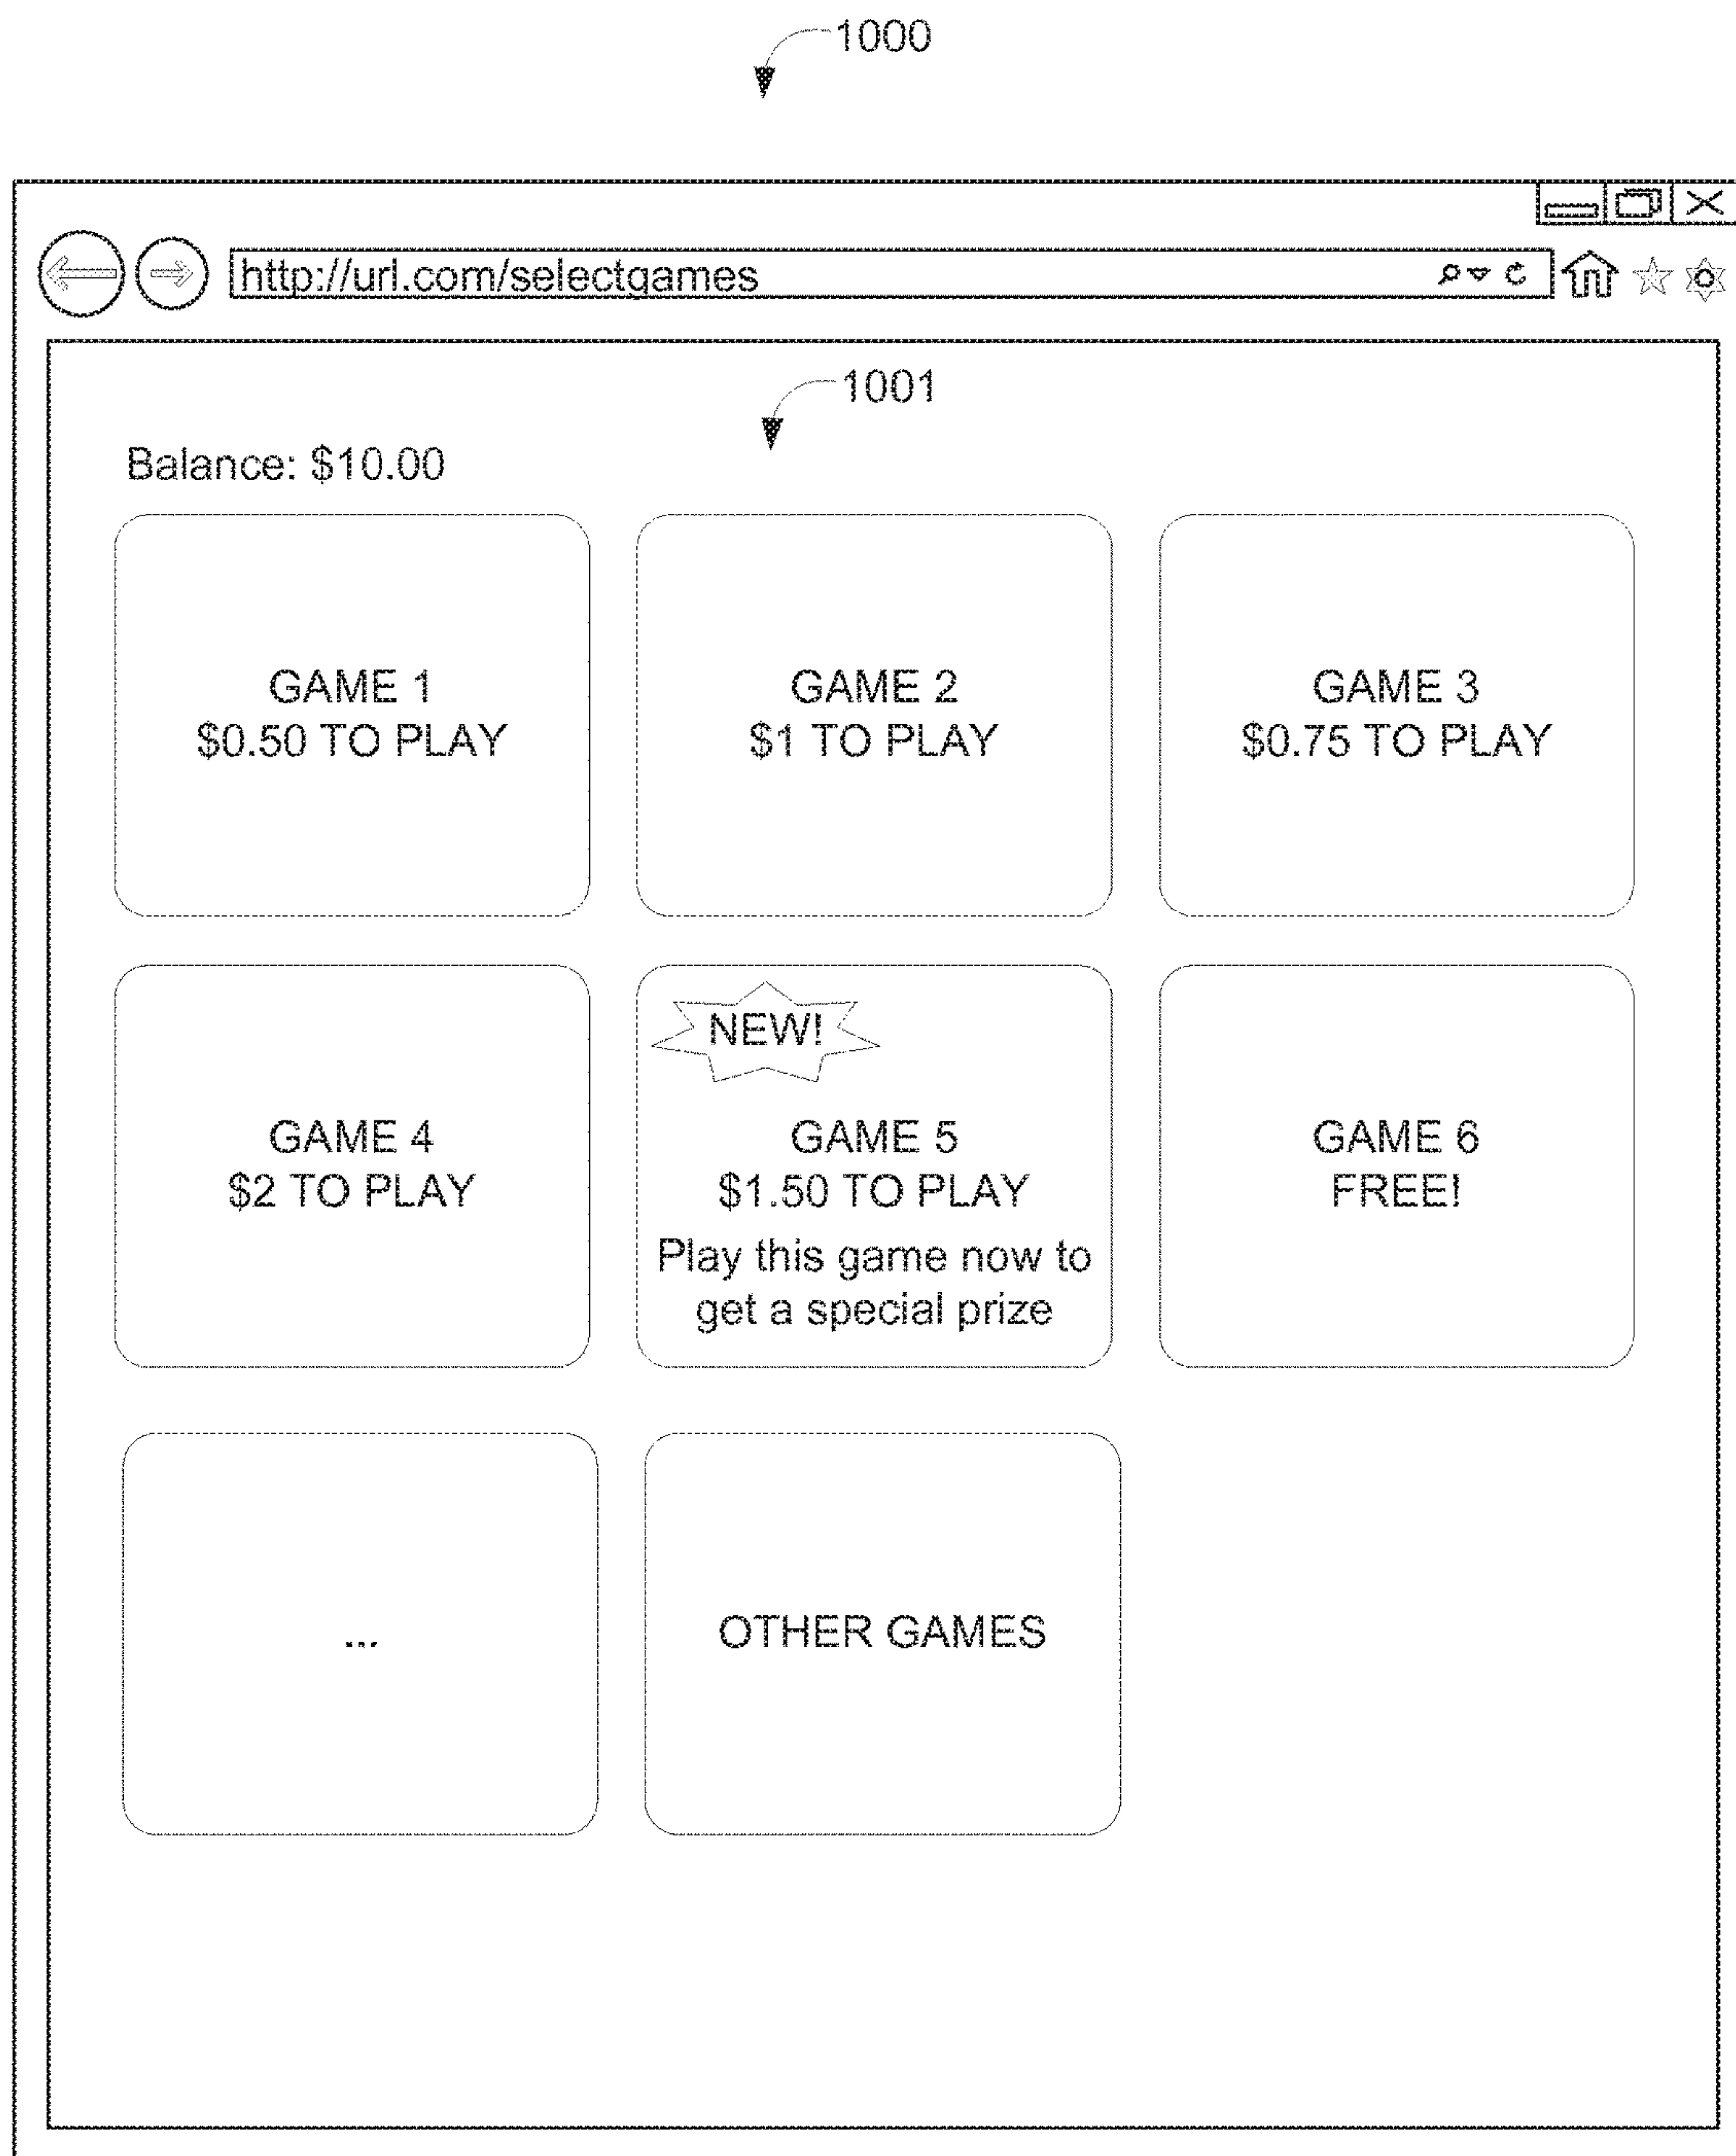 1000
http://url.com/selectgames
1001
Balance: $10.00
GAME 1
$0.50 TO PLAY
GAME 2
$1 TO PLAY
GAME 3
$0.75 TO PLAY
GAME 4
$2 TO PLAY
NEW!
GAME 5
$1.50 TO PLAY
Play this game now to
get a special prize
GAME 6
FREE!
...
OTHER GAMES